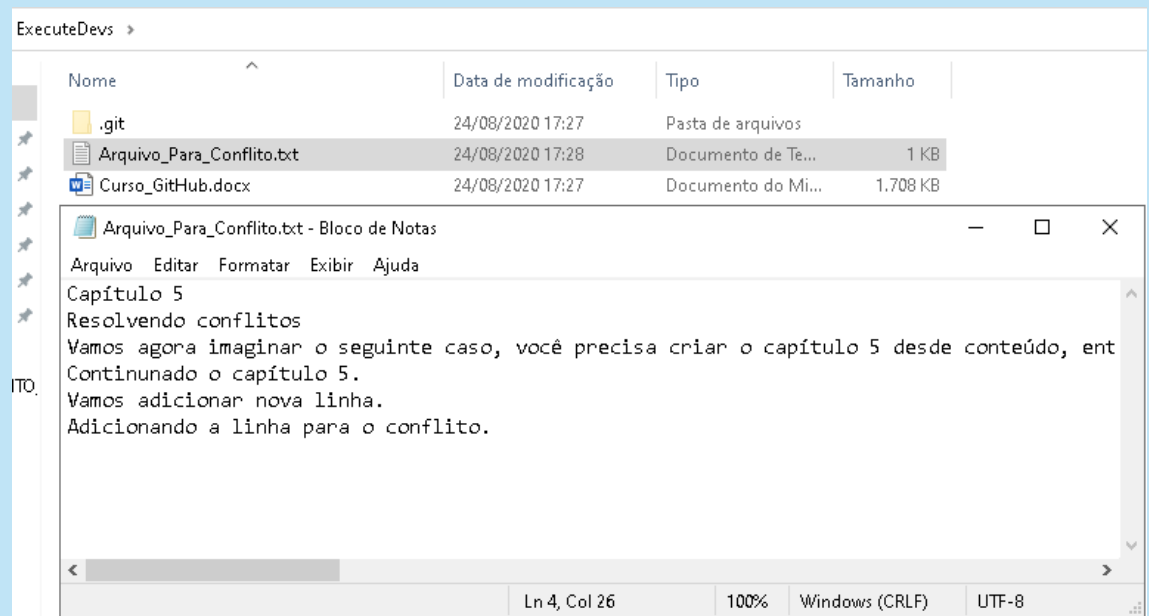 ExecuteDevs >
Nome Data de modificação Tipo Tamanho
.git 24/08/2020 17:27 Pasta de arquivos
Arquivo_Para_Conflito.txt 24/08/2020 17:28 Documento de Te... 1 KB
Curso_GitHub.docx 24/08/2020 17:27 Documento do Mi... 1.708 KB
Arquivo_Para_Conflito.txt - Bloco de Notas
Arquivo Editar Formatar Exibir Ajuda
Capítulo 5
Resolvendo conflitos
Vamos agora imaginar o seguinte caso, você precisa criar o capítulo 5 desde conteúdo, ent
Continunado o capítulo 5.
ITO_
Vamos adicionar nova linha.
Adicionando a linha para o conflito.
Ln 4, Col 26 100% Windows (CRLF) UTF-8